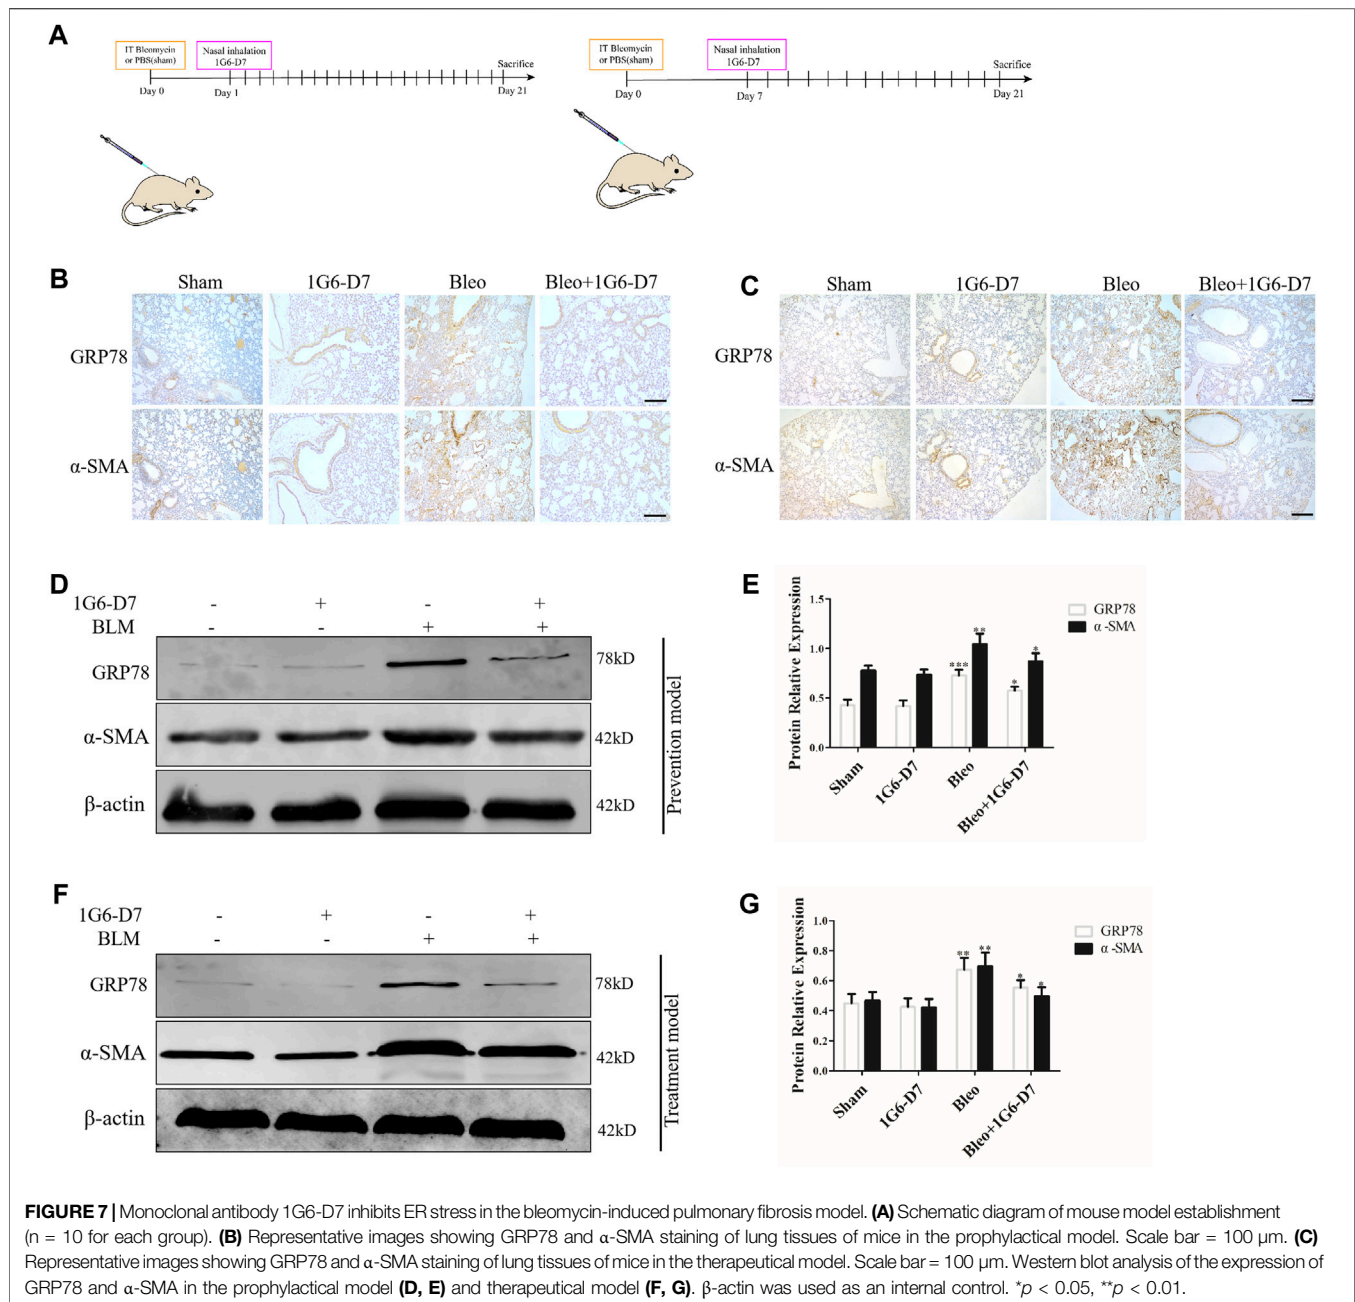 A
IT Bleomycin
or PBS(sham)
Nasal inhalation
1G6-D7
Sacrifice
Day 0
Day 1
Day 21
IT Bleomycin
or PBS(sham)
Nasal inhalation
1G6-D7
Sacrifice
Day 0
Day 7
Day 21
B
Sham 1G6-D7 Bleo Bleo+1G6-D7
GRP78
α-SMA
C
Sham 1G6-D7 Bleo Bleo+1G6-D7
GRP78
α-SMA
D
1G6-D7 - + - +
BLM - - + +
GRP78 78kD
α-SMA 42kD
β-actin 42kD
Prevention model
E
Protein Relative Expression
1.5
1.0
0.5
0.0
GRP78
α-SMA
*** ** * *
Sham 1G6-D7 Bleo Bleo+1G6-D7
F
1G6-D7 - + - +
BLM - - + +
GRP78 78kD
α-SMA 42kD
β-actin 42kD
Treatment model
G
Protein Relative Expression
1.0
0.8
0.6
0.4
0.2
0.0
GRP78
α-SMA
** ** * *
Sham 1G6-D7 Bleo Bleo+1G6-D7
FIGURE 7 | Monoclonal antibody 1G6-D7 inhibits ER stress in the bleomycin-induced pulmonary fibrosis model. (A) Schematic diagram of mouse model establishment
(n = 10 for each group). (B) Representative images showing GRP78 and α-SMA staining of lung tissues of mice in the prophylactical model. Scale bar = 100 μm. (C)
Representative images showing GRP78 and α-SMA staining of lung tissues of mice in the therapeutical model. Scale bar = 100 μm. Western blot analysis of the expression of
GRP78 and α-SMA in the prophylactical model (D, E) and therapeutical model (F, G). β-actin was used as an internal control. *p < 0.05, **p < 0.01.